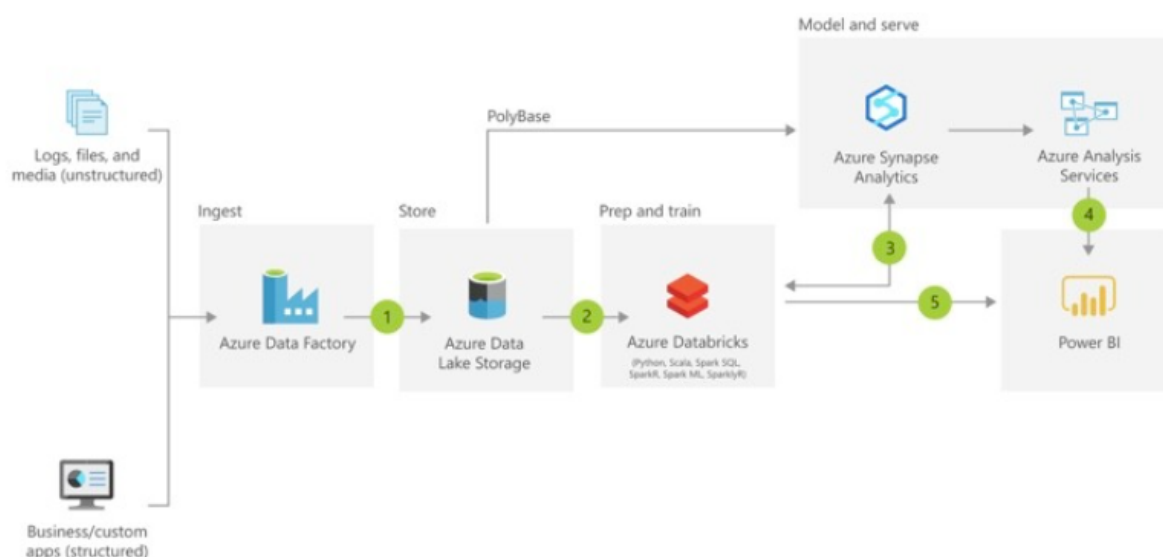 Model and serve
PolyBase
Logs, files, and
media (unstructured)
Azure Synapse
Analytics
Azure Analysis
Services
Ingest
Store
Prep and train
4
3
1
2
5
Azure Data Factory
Azure Data
Lake Storage
Azure Databricks
(Python, Scala, Spark SQL,
SparkR, Spark ML, SparklyR)
Power BI
Business/custom
apps (structured)